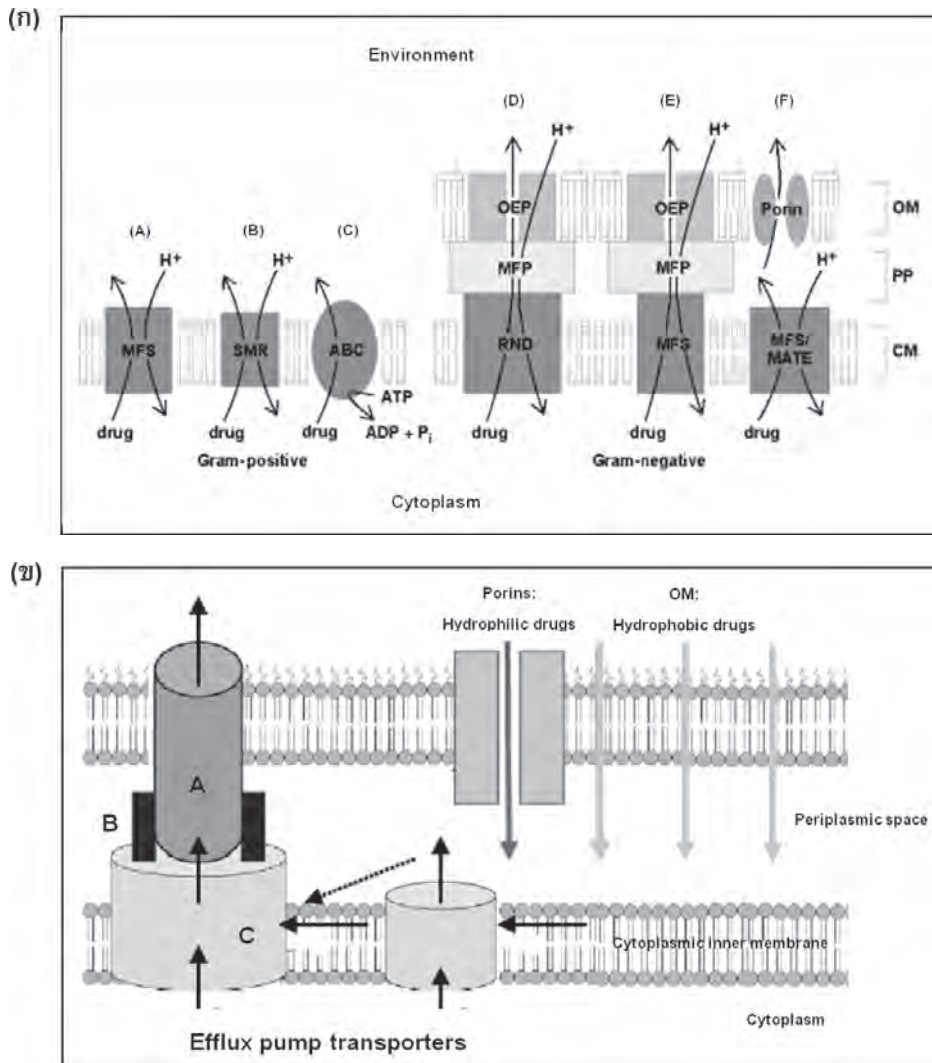 (ก)
Environment
(D) (E) (F)
H+ H+
(A) (B) (C) OEP OEP Porin OM
H+ H+ H+
MFP MFP PP
MFS SMR ABC RND MFS MFS/ MATE CM
ATP
drug drug drug ADP + Pi drug drug drug
Gram-positive Gram-negative
Cytoplasm
(ข)
Porins: OM:
Hydrophilic drugs Hydrophobic drugs
A
B Periplasmic space
C Cytoplasmic inner membrane
Efflux pump transporters Cytoplasm